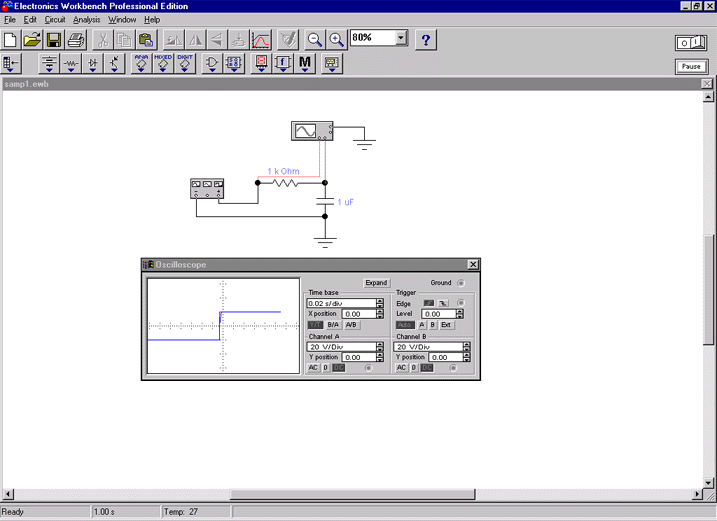 Electronics Workbench Professional Edition
File Edit Circuit Analysis Window Help
80% ?
ANA MIXED DIGIT M
Pause
samp1.ewb
1 k Ohm
1 uF
Oscilloscope
Expand Ground
Time base Trigger
0.02 s/div Edge
X position 0.00 Level 0.00
Y/T B/A A/B Auto A B Ext
Channel A Channel B
20 V/Div 20 V/Div
Y position 0.00 Y position 0.00
AC 0 DC AC 0 DC
Ready 1.00 s Temp: 27